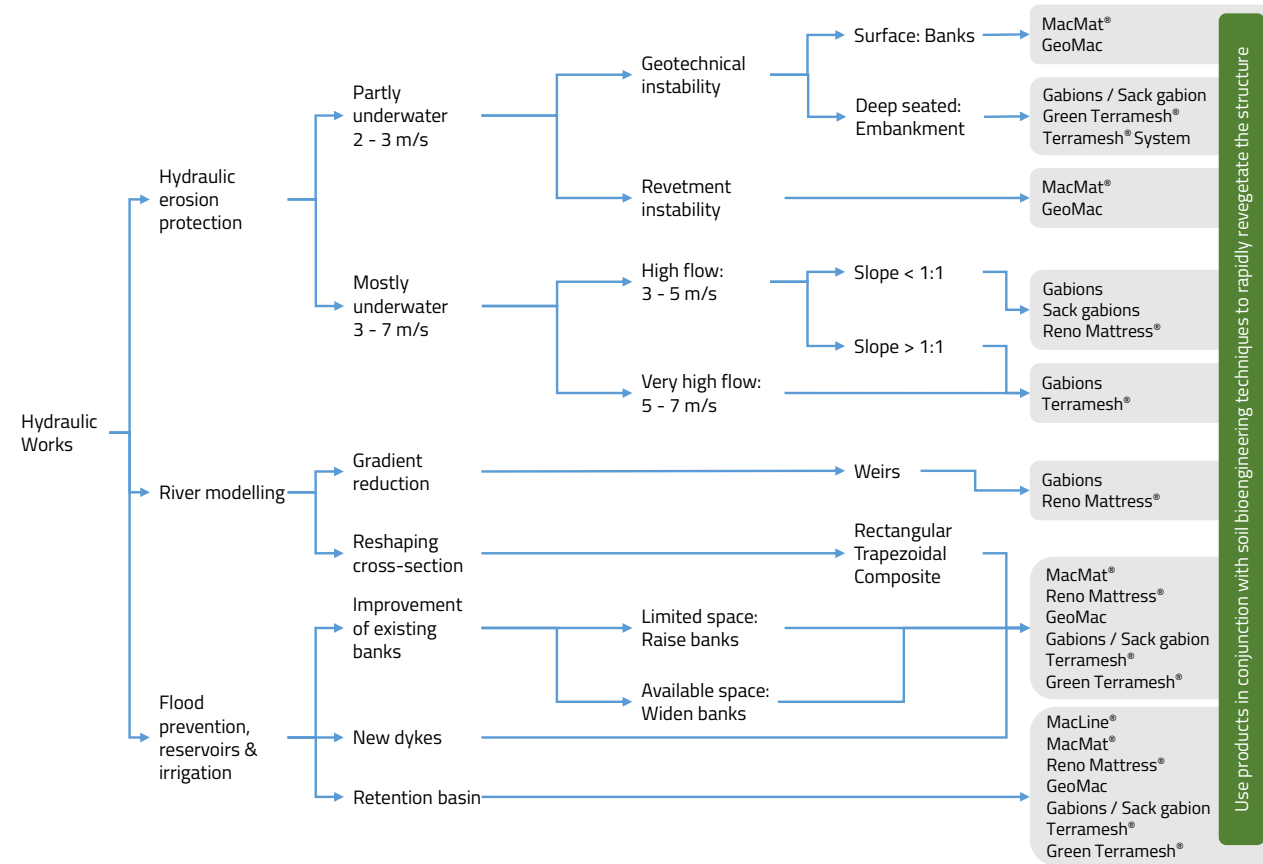 Hydraulic
Works
Hydraulic
erosion
protection
River modelling
Flood
prevention,
reservoirs &
irrigation
Partly
underwater
2 - 3 m/s
Mostly
underwater
3 - 7 m/s
Gradient
reduction
Reshaping
cross-section
Improvement
of existing
banks
New dykes
Retention basin
Geotechnical
instability
Revetment
instability
High flow:
3 - 5 m/s
Very high flow:
5 - 7 m/s
Limited space:
Raise banks
Available space:
Widen banks
Surface: Banks
Deep seated:
Embankment
Slope < 1:1
Slope > 1:1
Weirs
Rectangular
Trapezoidal
Composite
MacMat®
GeoMac
Gabions / Sack gabion
Green Terramesh®
Terramesh® System
MacMat®
GeoMac
Gabions
Sack gabions
Reno Mattress®
Gabions
Terramesh®
Gabions
Reno Mattress®
MacMat®
Reno Mattress®
GeoMac
Gabions / Sack gabion
Terramesh®
Green Terramesh®
MacLine®
MacMat®
Reno Mattress®
GeoMac
Gabions / Sack gabion
Terramesh®
Green Terramesh®
Use products in conjunction with soil bioengineering techniques to rapidly revegetate the structure